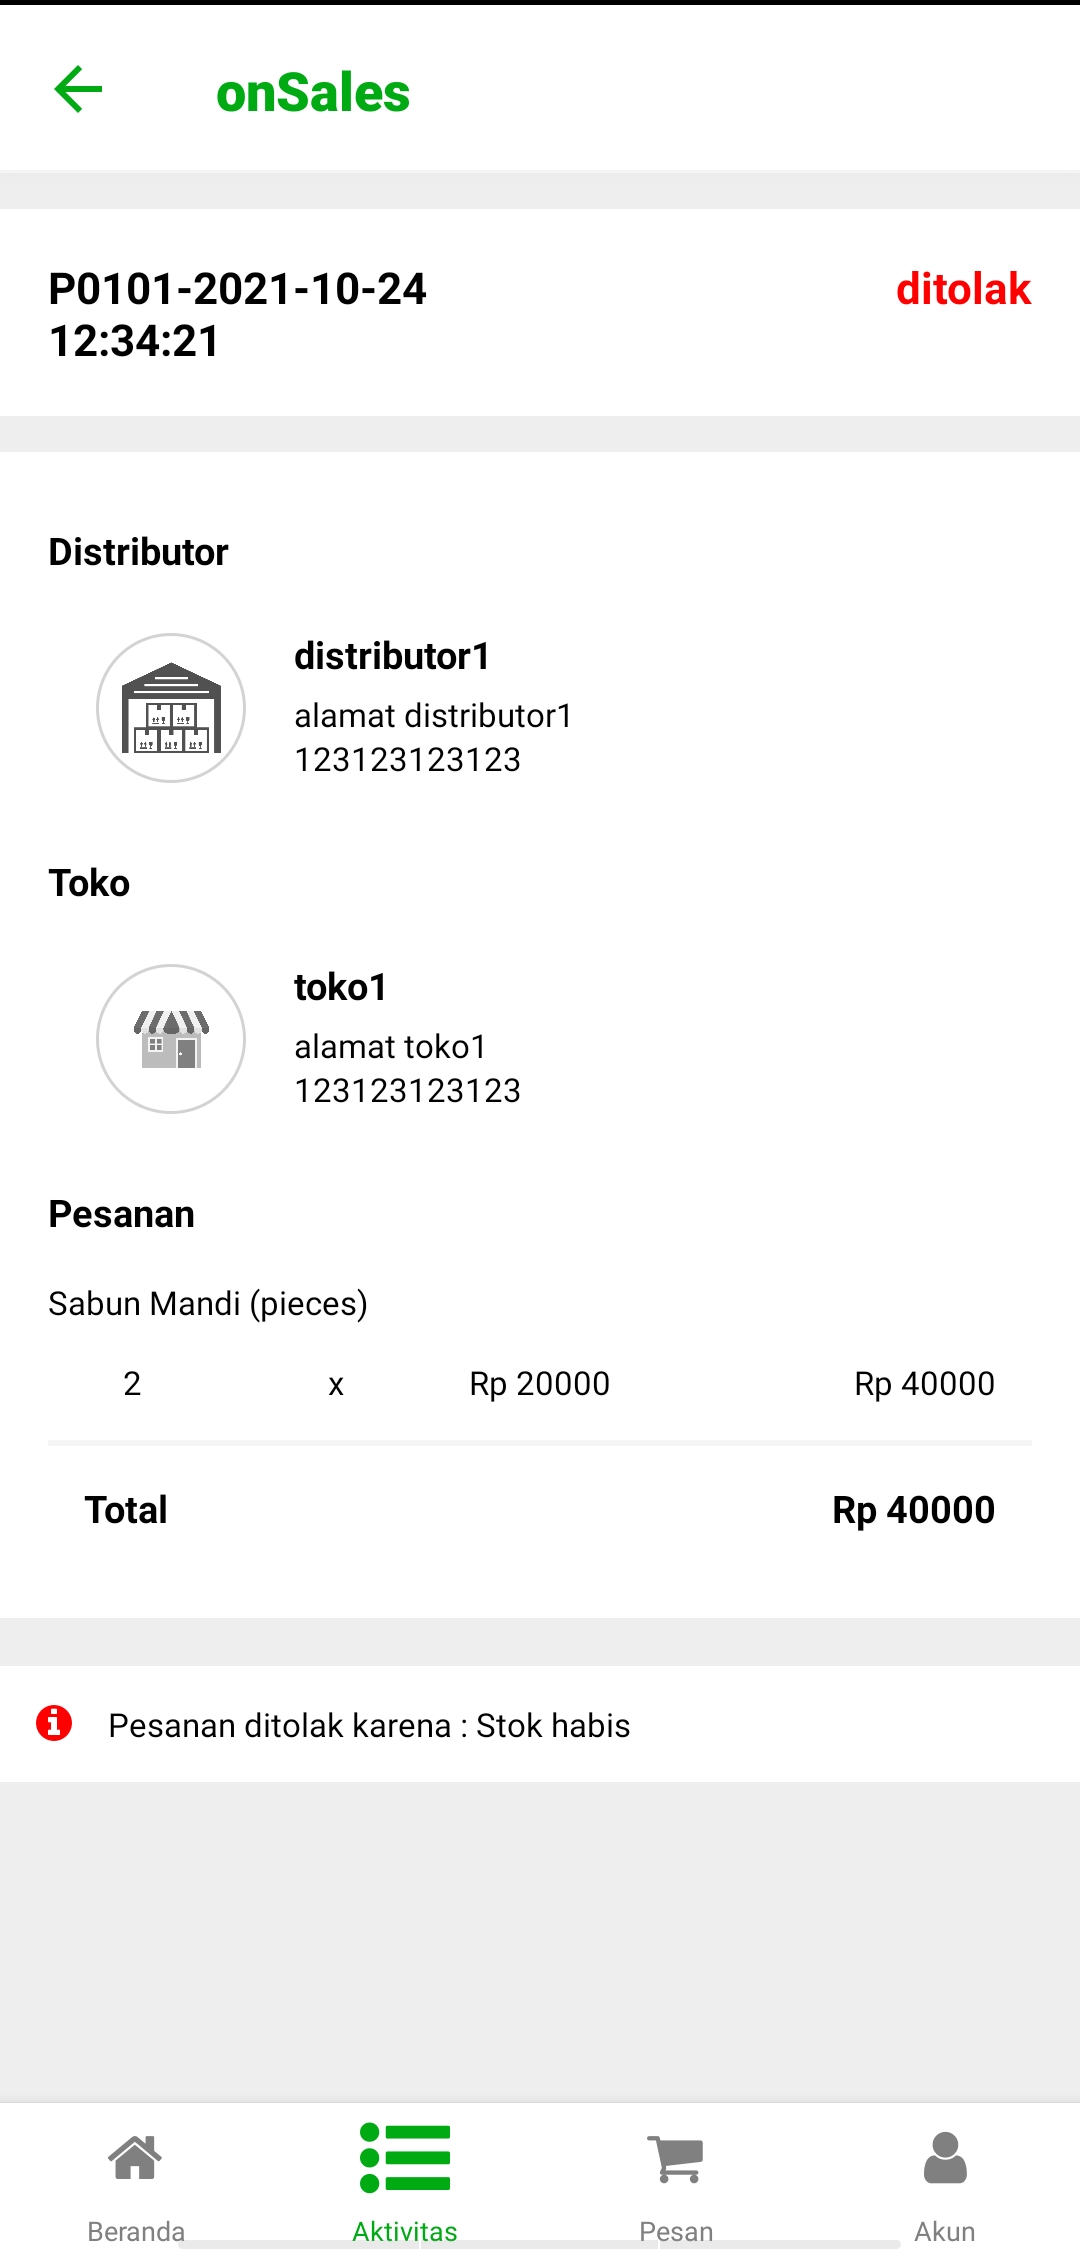 onSales
P0101-2021-10-24
12:34:21
ditolak
Distributor
distributor1
alamat distributor1
123123123123
Toko
toko1
alamat toko1
123123123123
Pesanan
Sabun Mandi (pieces)
2 x Rp 20000 Rp 40000
Total Rp 40000
Pesanan ditolak karena : Stok habis
Beranda Aktivitas Pesan Akun